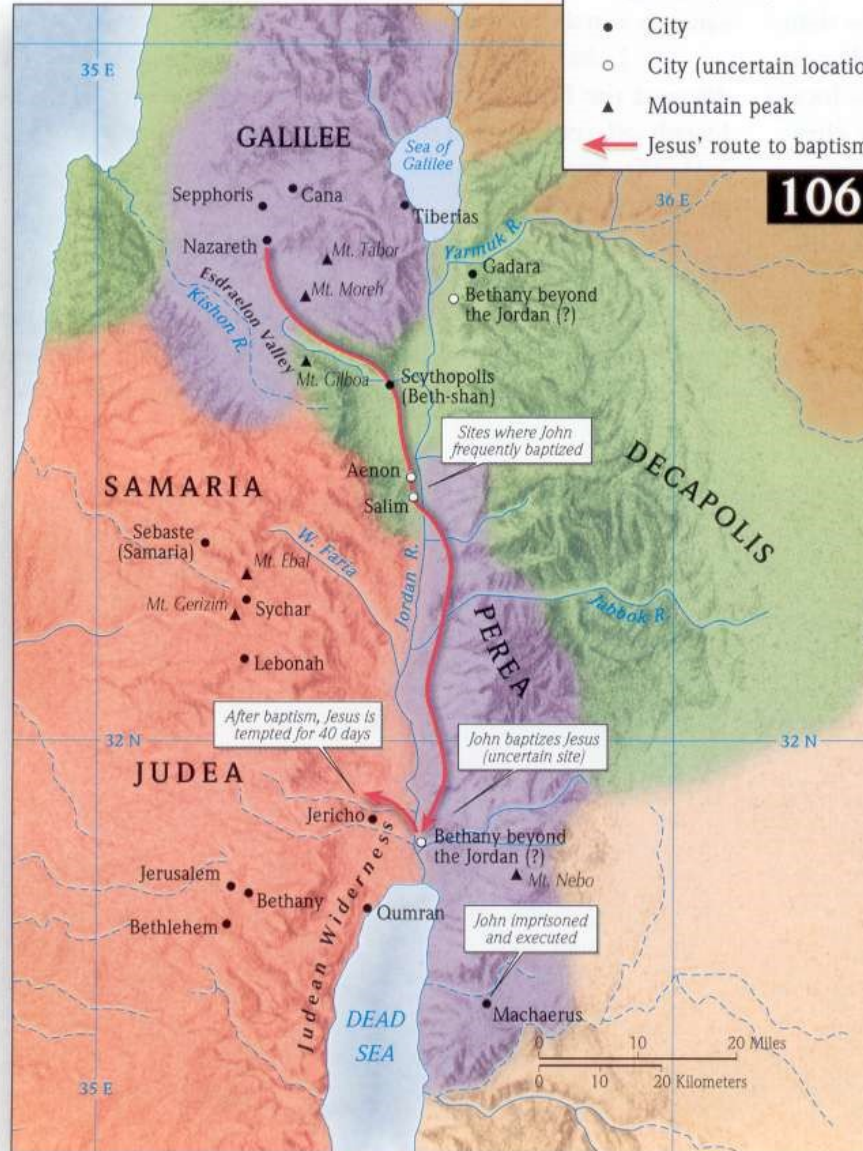 City
City (uncertain locatio
Mountain peak
Jesus' route to baptism
106
35 E
36 E
GALILEE
Sea of
Galilee
Sepphoris
Cana
Tiberias
Nazareth
Mt. Tabor
Yarmuk R.
Gadara
Mt. Moreh
Bethany beyond
the Jordan (?)
Esdraelon Valley
Kishon R.
Mt. Gilboa
Scythopolis
(Beth-shan)
Sites where John
frequently baptized
DECAPOLIS
Aenon
Salim
SAMARIA
Sebaste
(Samaria)
W. Faria
Jordan R.
Mt. Ebal
Mt. Gerizim
Sychar
Jabbok R.
PEREA
Lebonah
After baptism, Jesus is
tempted for 40 days
32 N
John baptizes Jesus
(uncertain site)
32 N
JUDEA
Jericho
Bethany beyond
the Jordan (?)
Mt. Nebo
Jerusalem
Bethany
Bethlehem
Judean Wilderness
Qumran
John imprisoned
and executed
DEAD
SEA
Machaerus
0 10 20 Miles
0 10 20 Kilometers
35 E